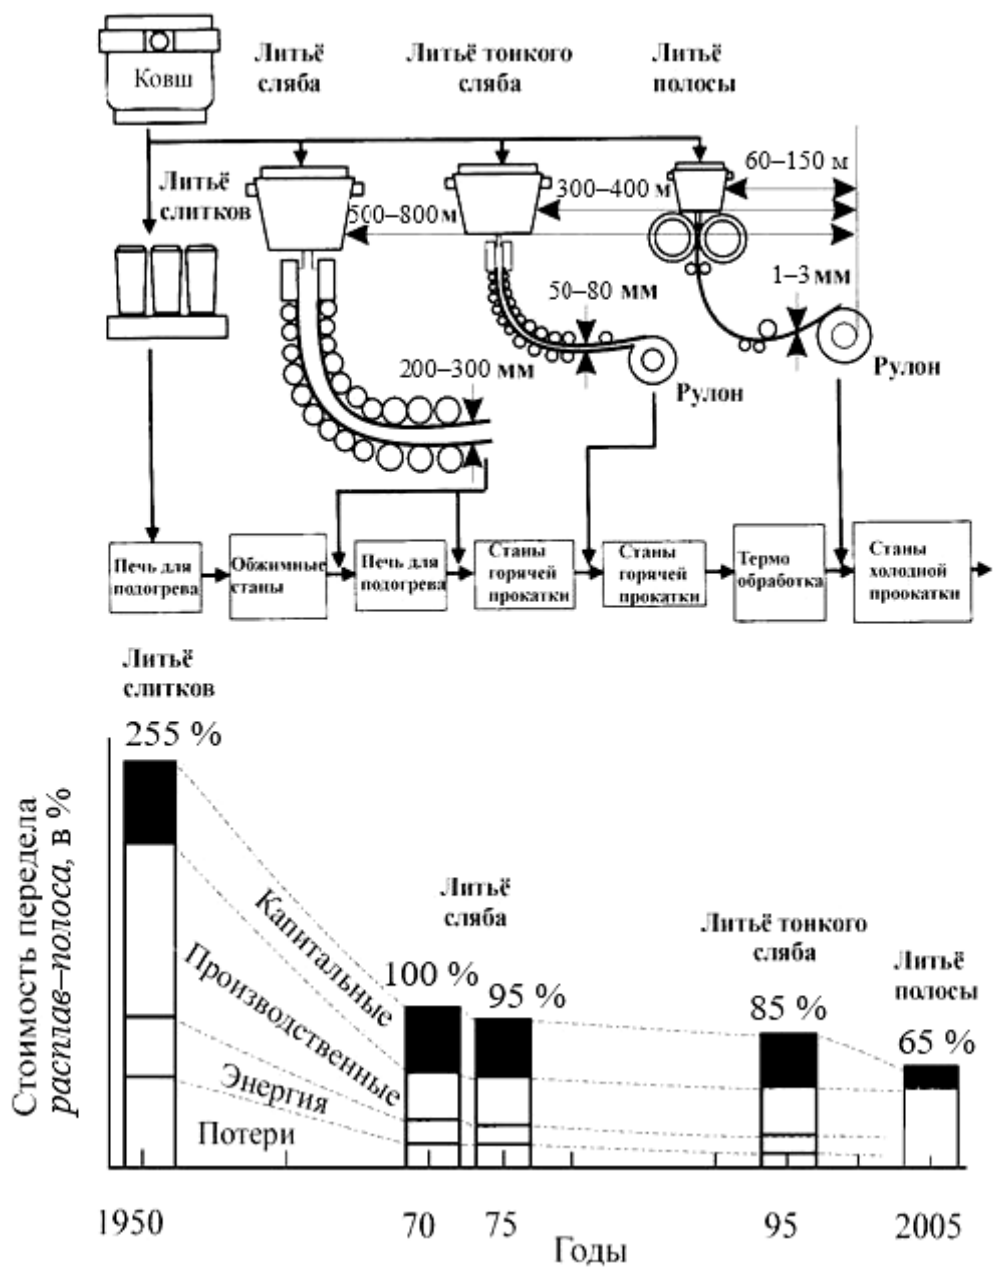 Ковш
Литьё
сляба
Литьё тонкого
сляба
Литьё
полосы
Литьё
слитков
60–150 м
300–400 м
500–800 м
1–3 мм
50–80 мм
200–300 мм
Рулон
Рулон
Печь для
подогрева
Обжимные
станы
Печь для
подогрева
Станы
горячей
прокатки
Станы
горячей
прокатки
Термо
обработка
Станы
холодной
проокатки
Литьё
слитков
255 %
Стоимость передела
расплав–полоса, в %
Капитальные
Производственные
Энергия
Потери
Литьё
сляба
100 %
95 %
Литьё тонкого
сляба
85 %
Литьё
полосы
65 %
1950
70
75
95
2005
Годы